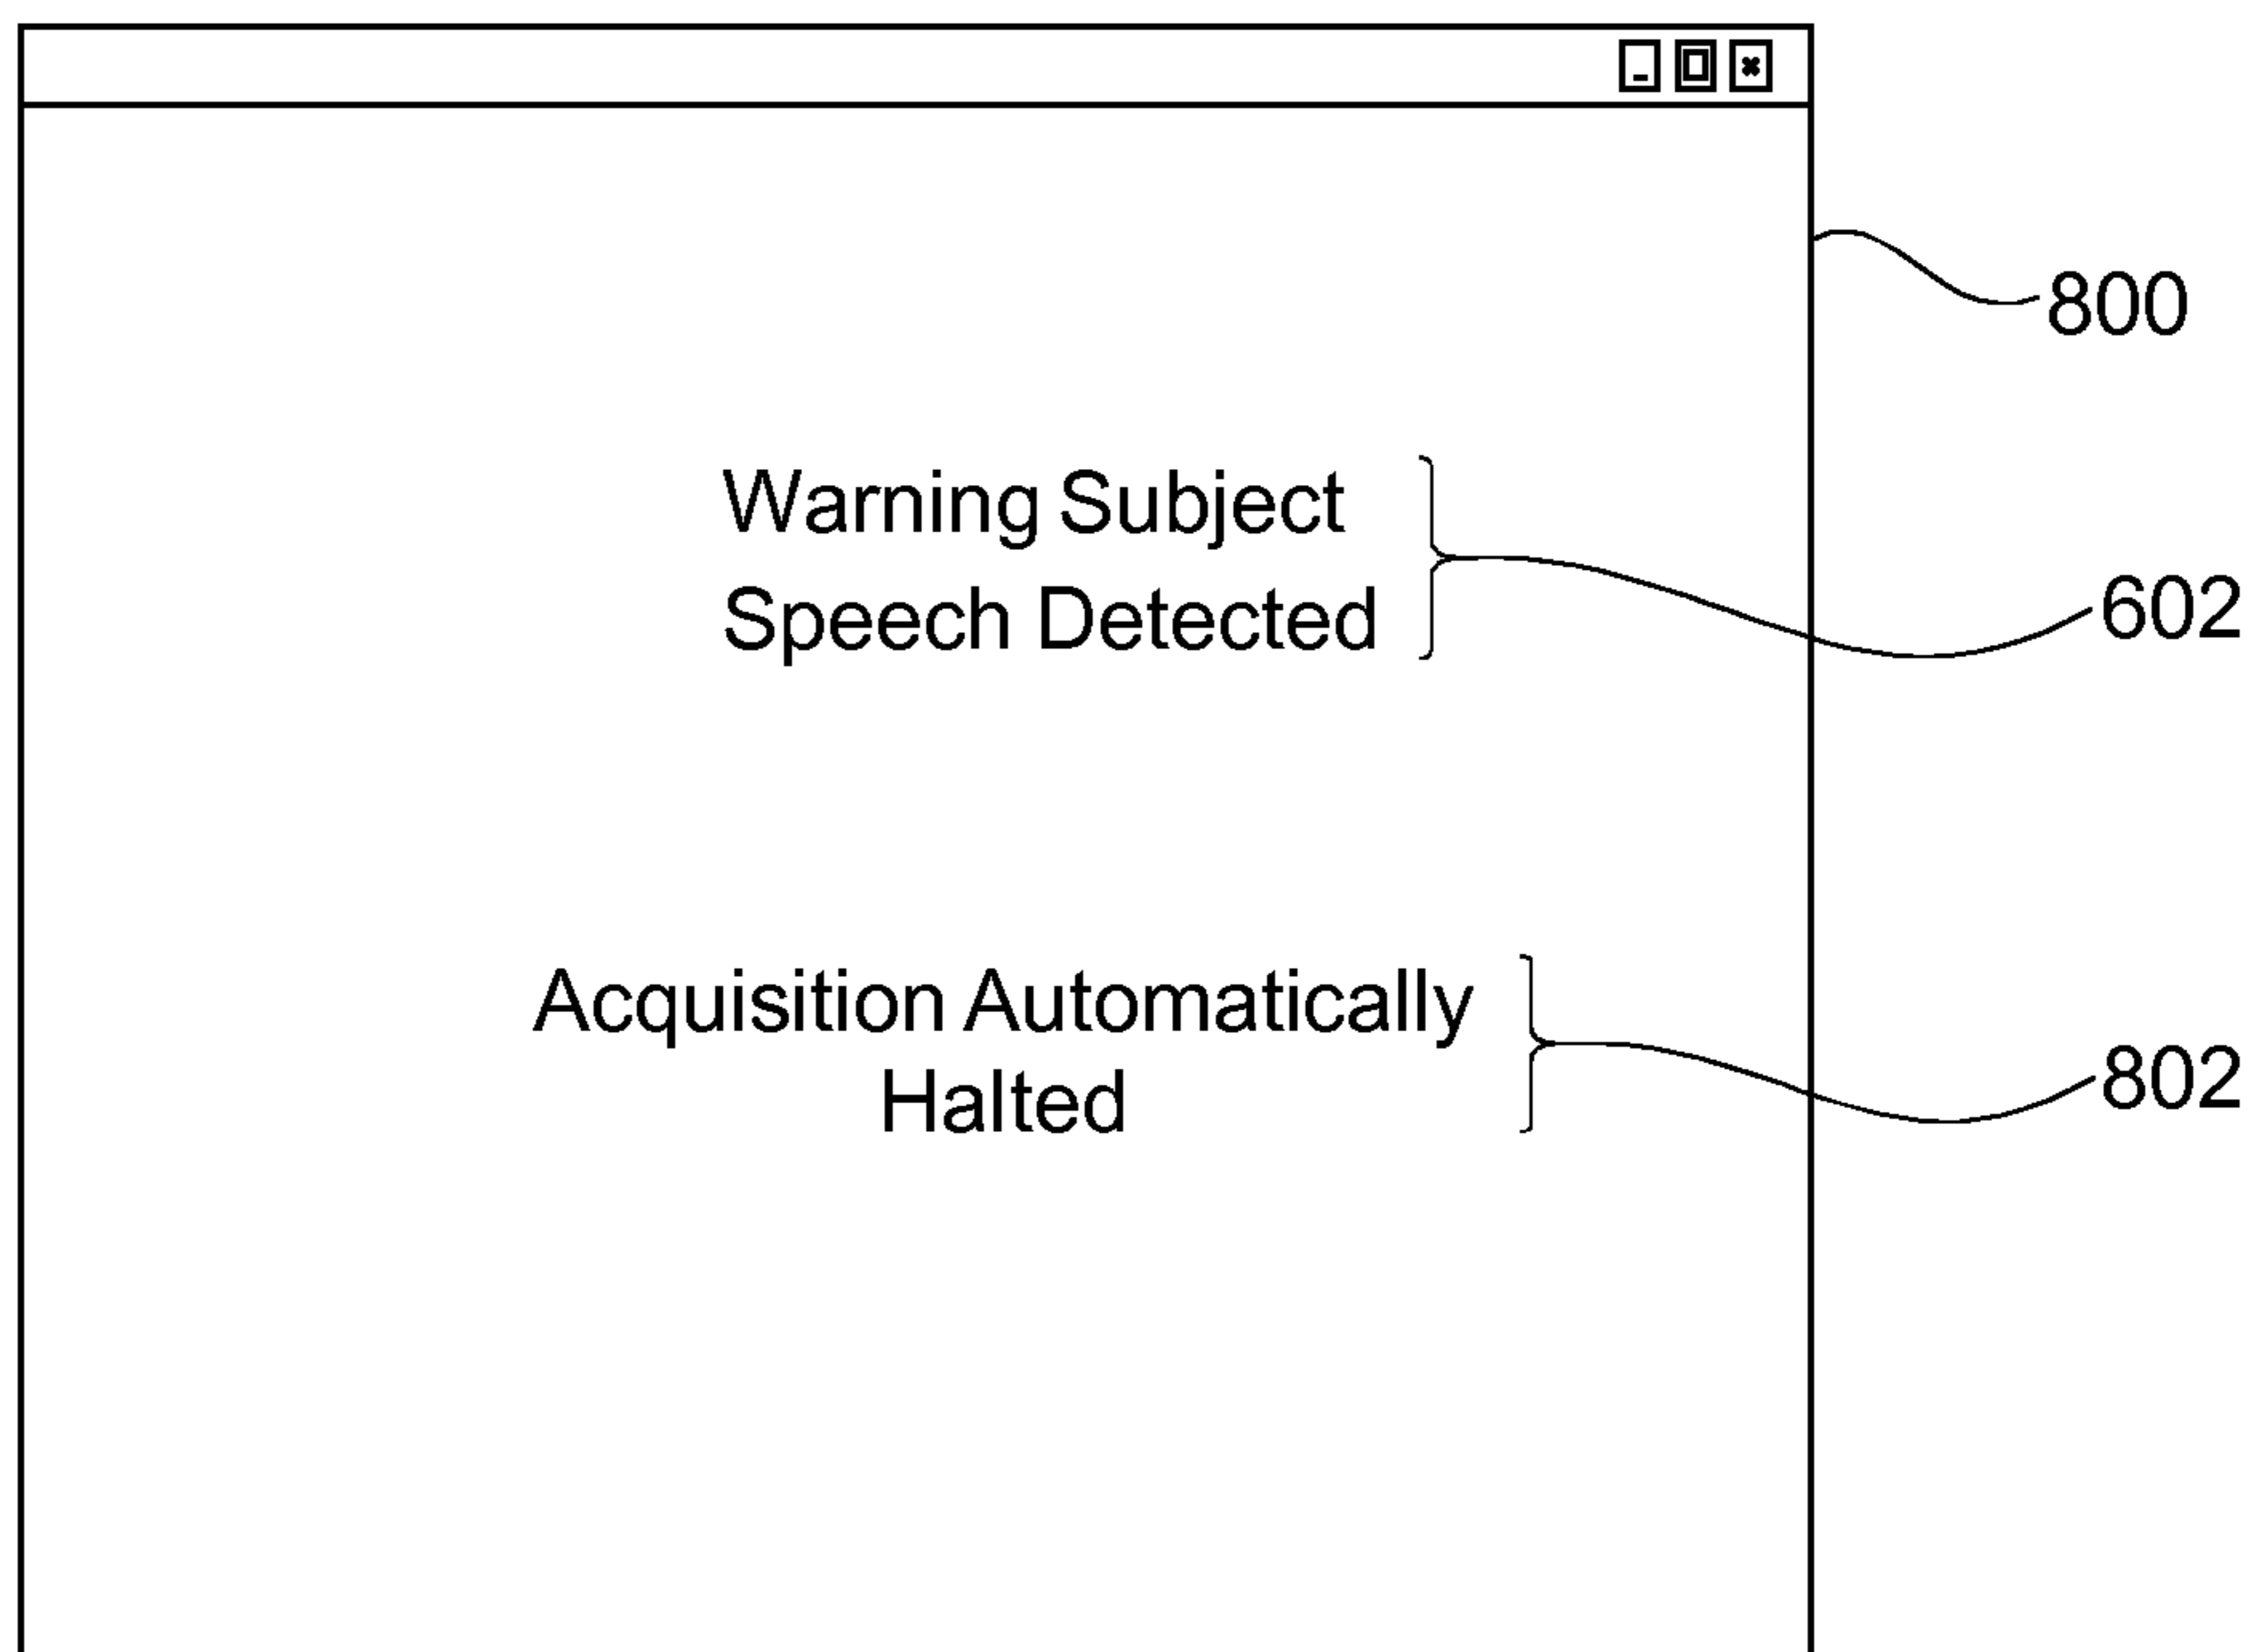 800
Warning Subject
Speech Detected
602
Acquisition Automatically
Halted
802